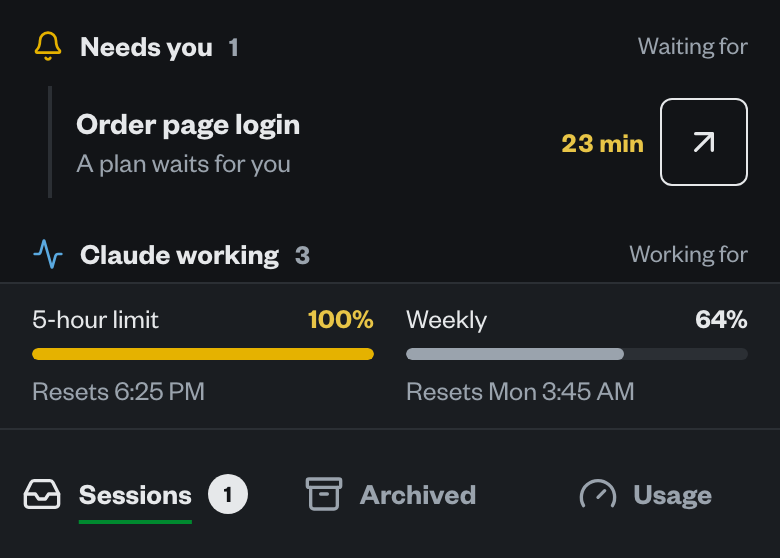 Needs you 1 Waiting for
Order page login
A plan waits for you
23 min
Claude working 3 Working for
5-hour limit 100%
Resets 6:25 PM
Weekly 64%
Resets Mon 3:45 AM
Sessions 1 Archived Usage